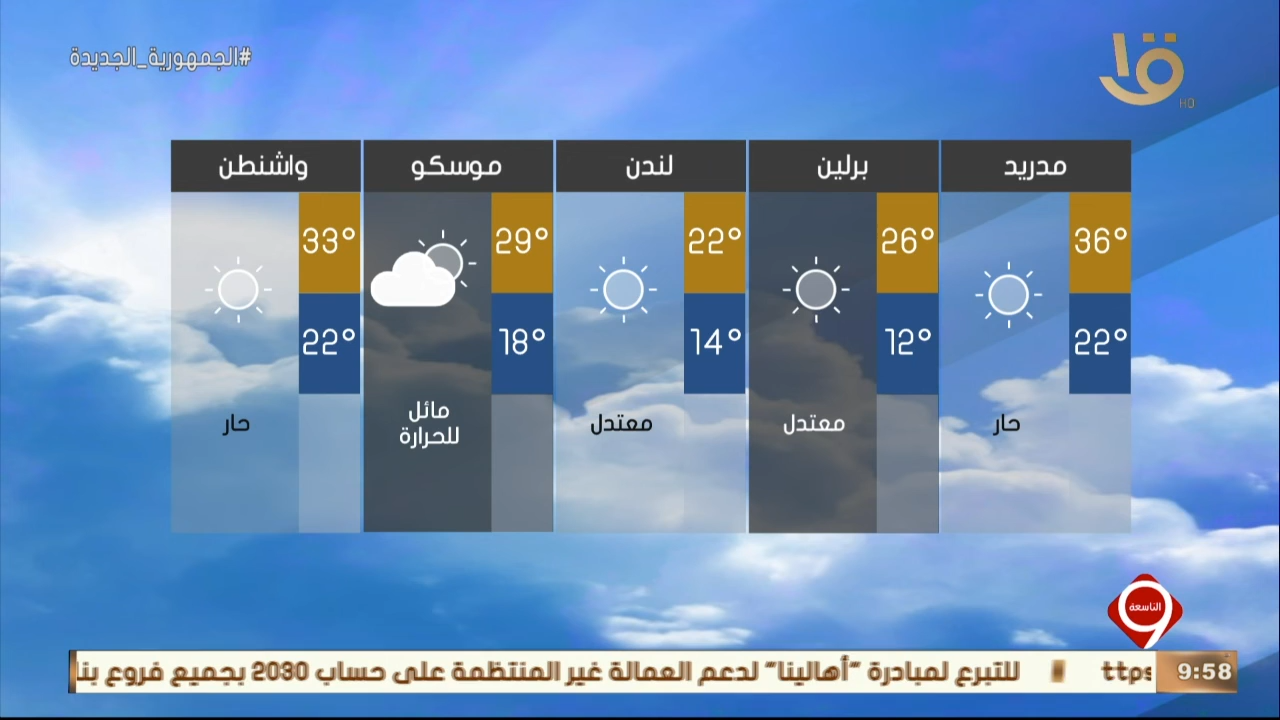 #الجمهورية_الجديدة
HD
مدريد
36°
22°
حار
برلين
26°
12°
معتدل
لندن
22°
14°
معتدل
موسكو
29°
18°
مائل
للحرارة
واشنطن
33°
22°
حار
التاسعة
9
9:58
ttps
للتبرع لمبادرة "أهالينا" لدعم العمالة غير المنتظمة على حساب 2030 بجميع فروع بنا